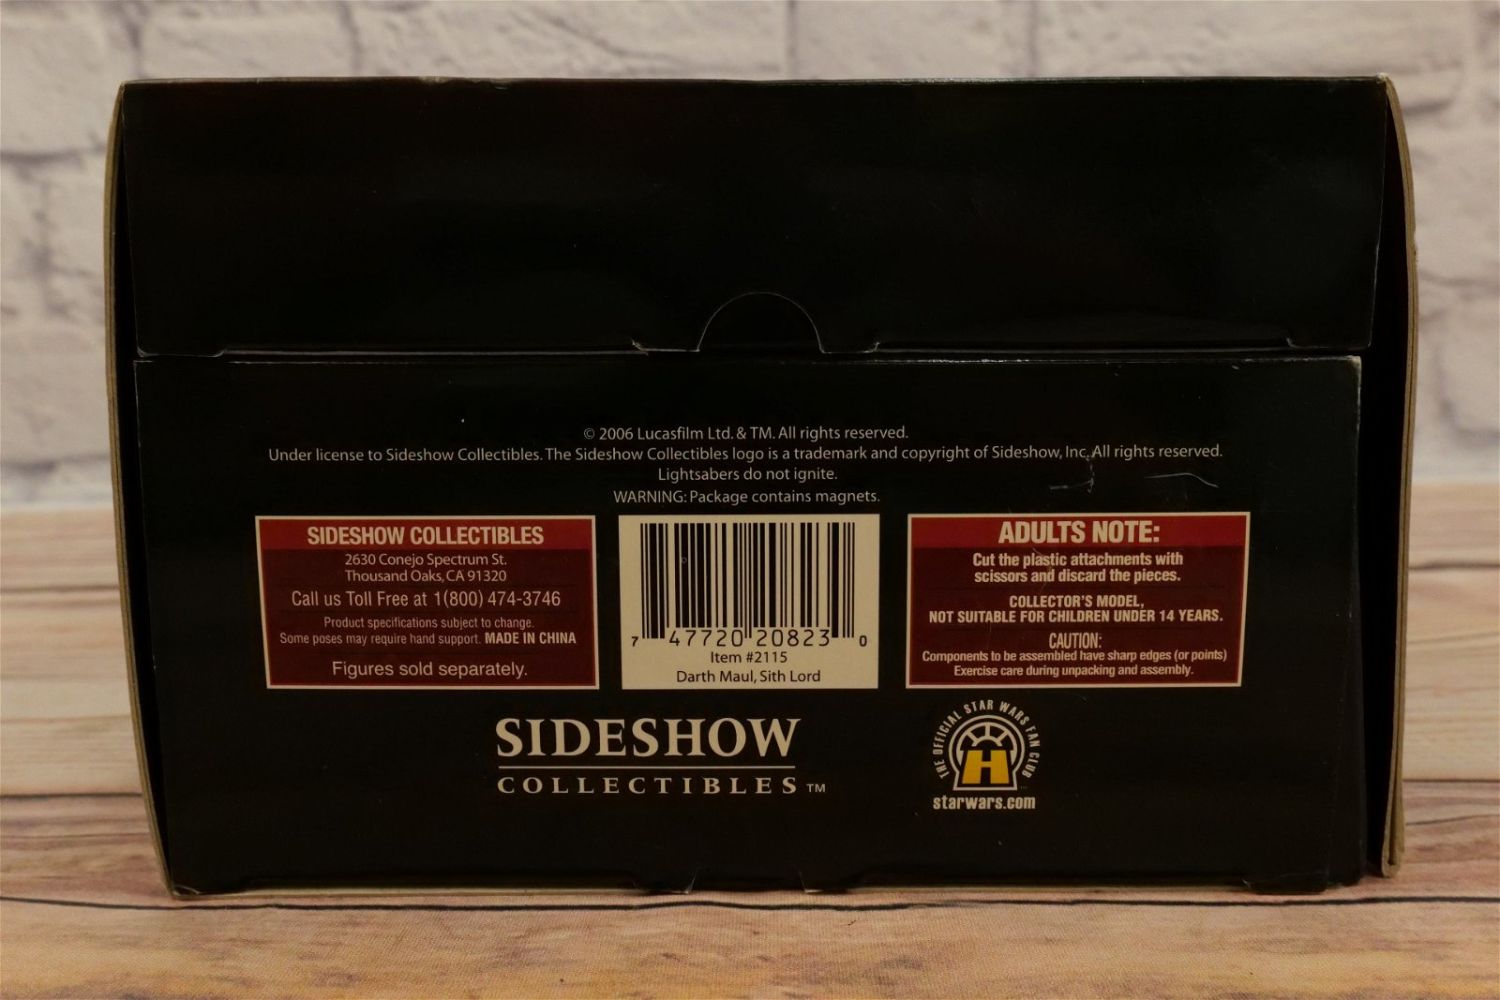 © 2006 Lucasfilm Ltd. & TM. All rights reserved.
Under license to Sideshow Collectibles. The Sideshow Collectibles logo is a trademark and copyright of Sideshow, Inc. All rights reserved.
Lightsabers do not ignite.
WARNING: Package contains magnets.
SIDESHOW COLLECTIBLES
2630 Conejo Spectrum St.
Thousand Oaks, CA 91320
Call us Toll Free at 1(800) 474-3746
Product specifications subject to change.
Some poses may require hand support. MADE IN CHINA
Figures sold separately.
7 47720 20823 0
Item #2115
Darth Maul, Sith Lord
ADULTS NOTE:
Cut the plastic attachments with
scissors and discard the pieces.
COLLECTOR'S MODEL,
NOT SUITABLE FOR CHILDREN UNDER 14 YEARS.
CAUTION:
Components to be assembled have sharp edges (or points)
Exercise care during unpacking and assembly.
SIDESHOW
COLLECTIBLES™
THE OFFICIAL STAR WARS FAN CLUB
H
starwars.com